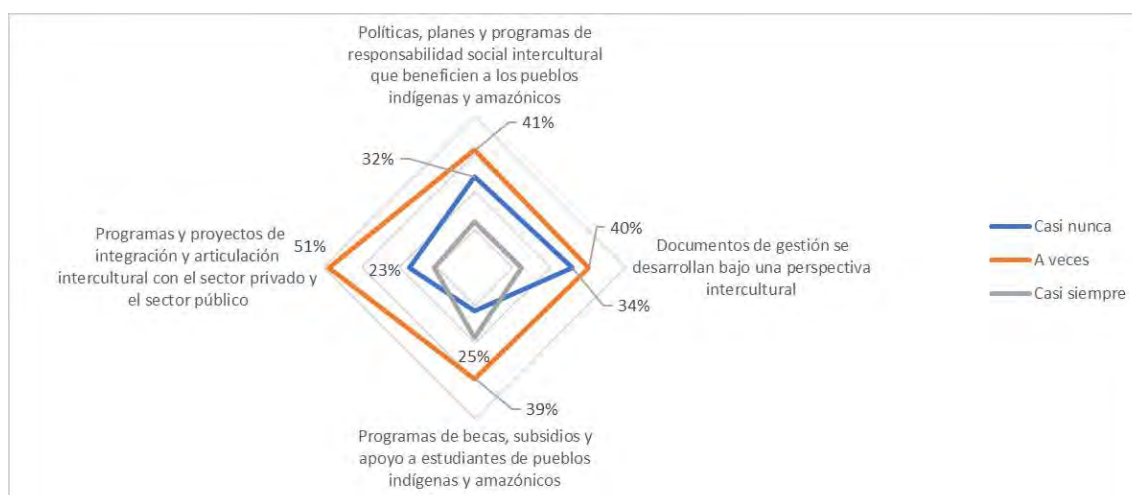 Políticas, planes y programas de
responsabilidad social intercultural
que beneficien a los pueblos
indígenas y amazónicos
41%
32%
40%
Documentos de gestión se
desarrollan bajo una perspectiva
intercultural
34%
Programas y proyectos de
integración y articulación
intercultural con el sector privado y
el sector público
51%
23%
25%
39%
Programas de becas, subsidios y
apoyo a estudiantes de pueblos
indígenas y amazónicos
Casi nunca
A veces
Casi siempre